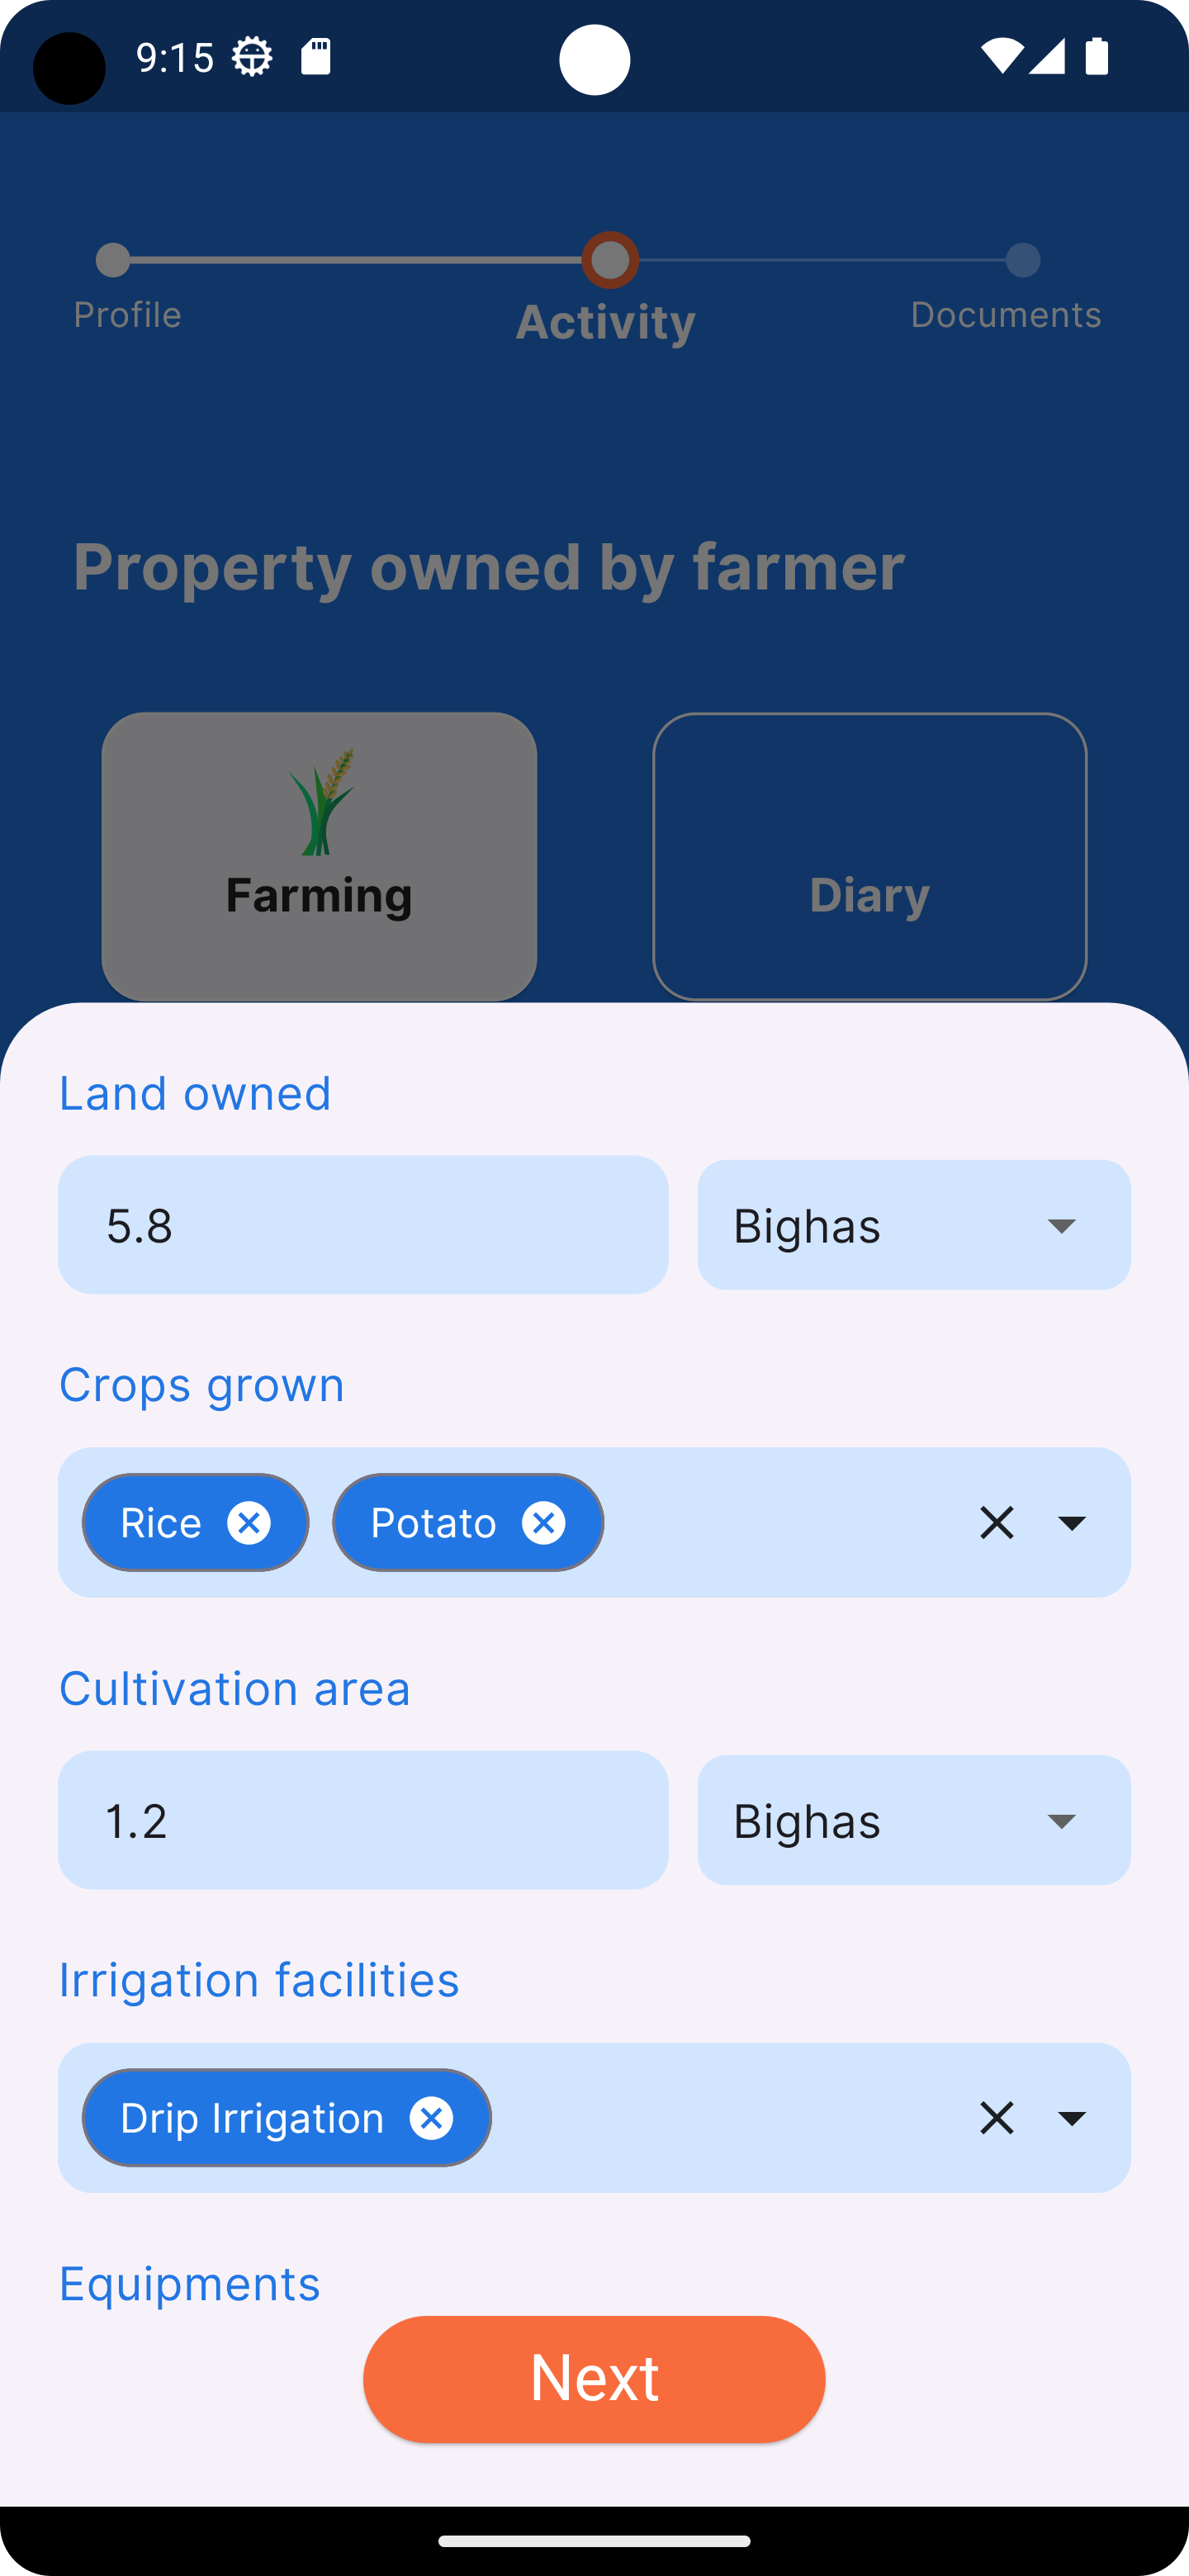 9:15
Profile
Activity
Documents
Property owned by farmer
Farming
Diary
Land owned
5.8
Bighas
Crops grown
Rice
Potato
Cultivation area
1.2
Bighas
Irrigation facilities
Drip Irrigation
Equipments
Next